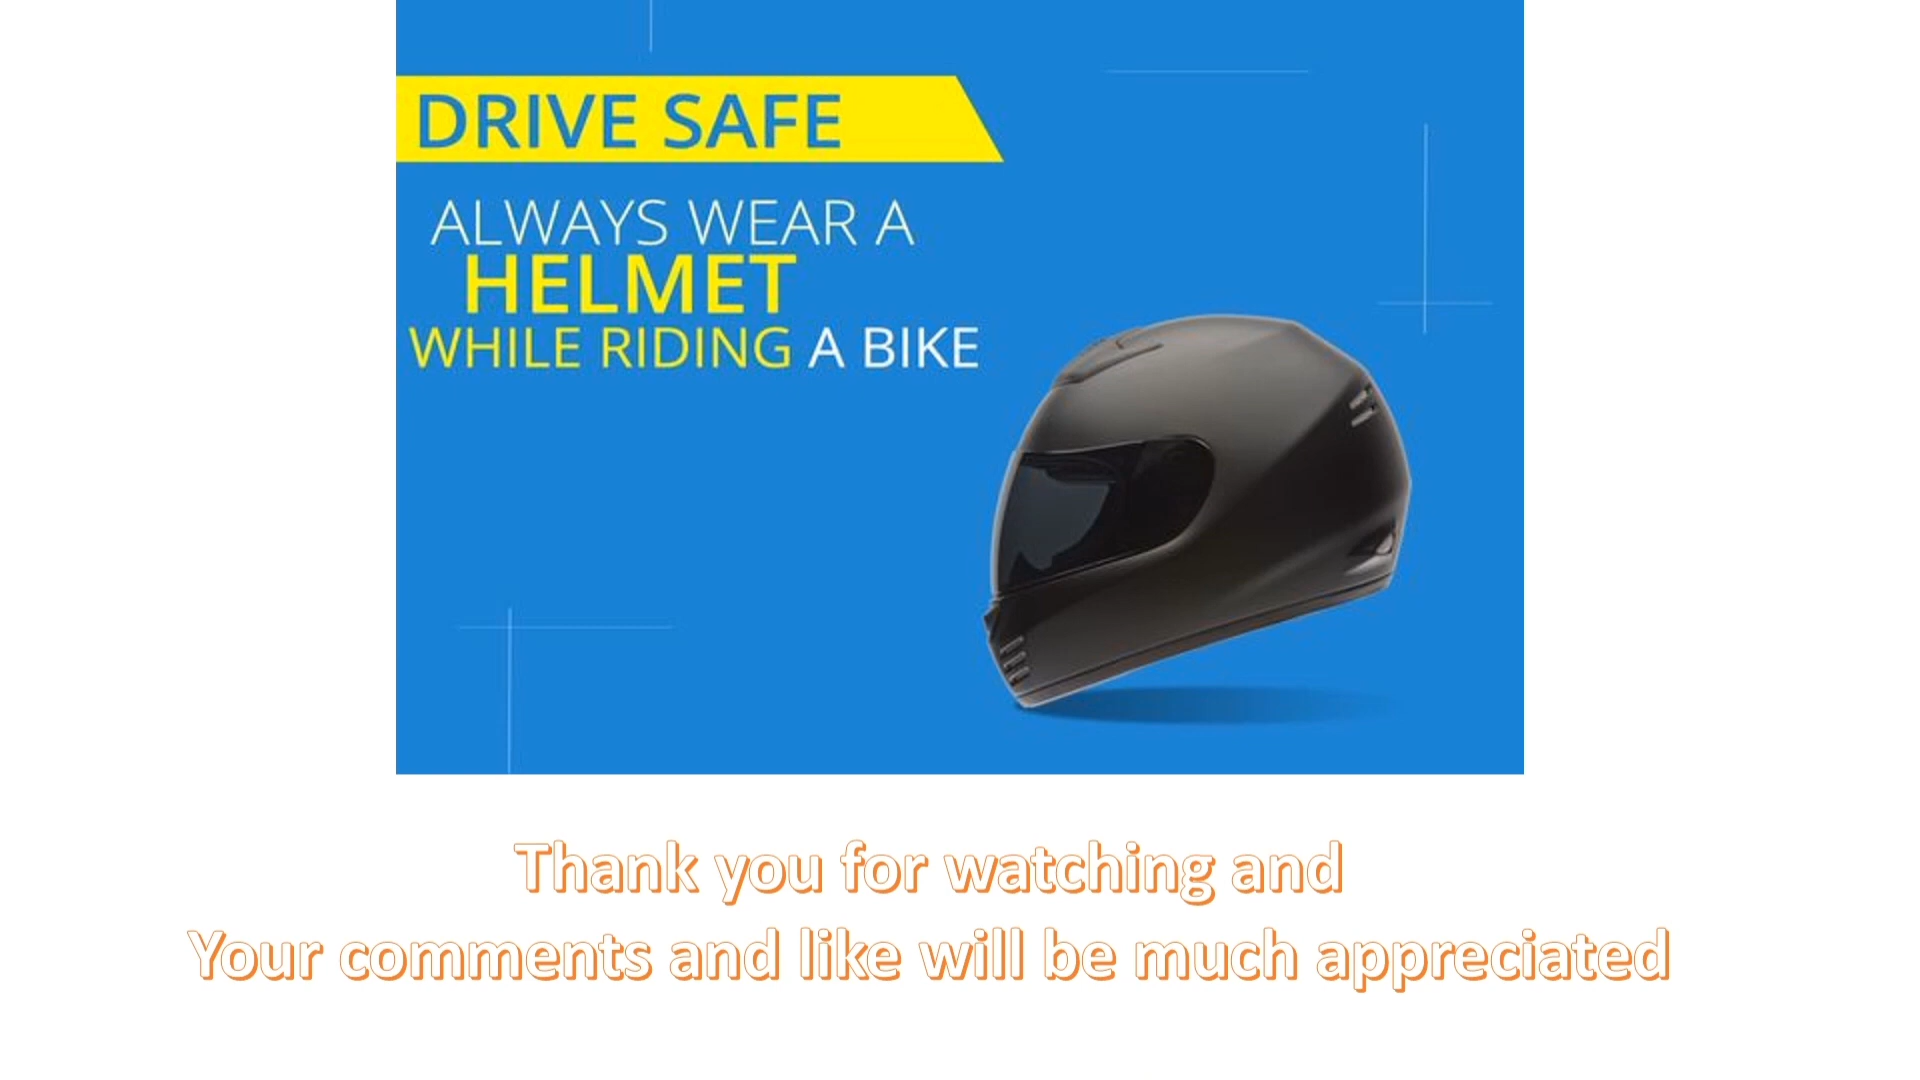 DRIVE SAFE
ALWAYS WEAR A
HELMET
WHILE RIDING A BIKE
Thank you for watching and
Your comments and like will be much appreciated